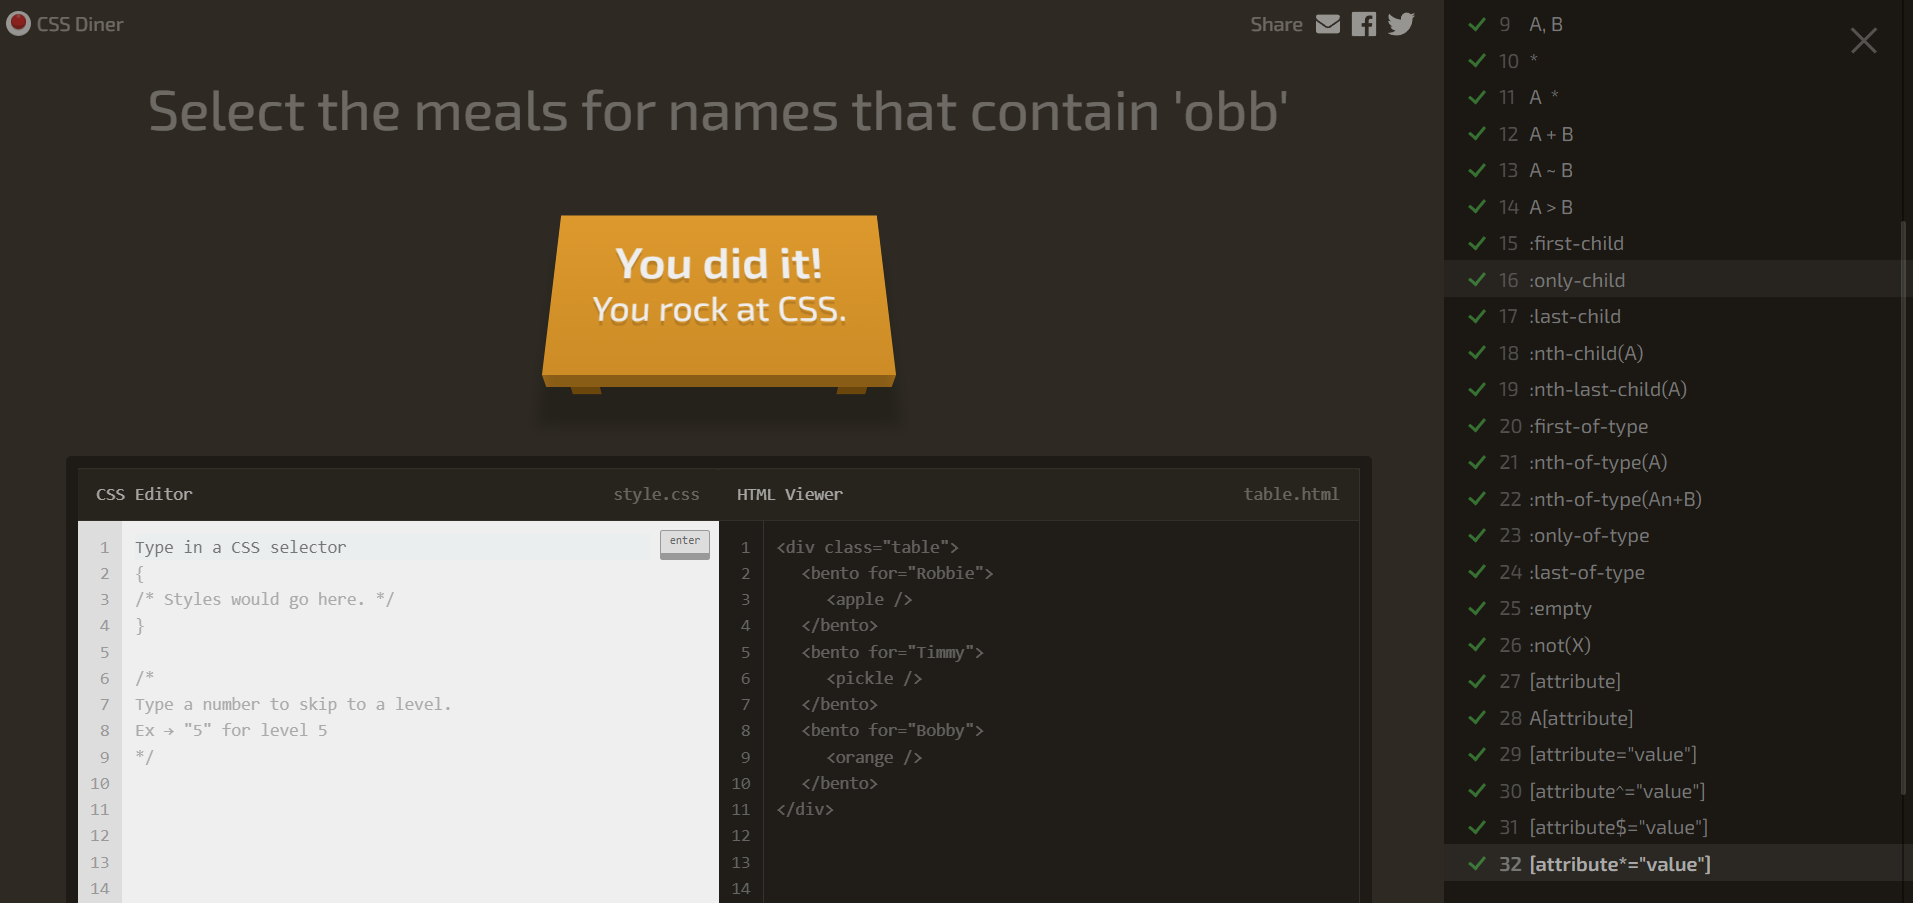 CSS Diner
Share
Select the meals for names that contain 'obb'
You did it!
You rock at CSS.
CSS Editor
style.css
1 Type in a CSS selector
enter
2 {
3 /* Styles would go here. */
4 }
5
6 /*
7 Type a number to skip to a level.
8 Ex → "5" for level 5
9 */
10
11
12
13
14
HTML Viewer
table.html
1 <div class="table">
2 <bento for="Robbie">
3 <apple />
4 </bento>
5 <bento for="Timmy">
6 <pickle />
7 </bento>
8 <bento for="Bobby">
9 <orange />
10 </bento>
11 </div>
12
13
14
9 A, B
10 *
11 A *
12 A + B
13 A ~ B
14 A > B
15 :first-child
16 :only-child
17 :last-child
18 :nth-child(A)
19 :nth-last-child(A)
20 :first-of-type
21 :nth-of-type(A)
22 :nth-of-type(An+B)
23 :only-of-type
24 :last-of-type
25 :empty
26 :not(X)
27 [attribute]
28 A[attribute]
29 [attribute="value"]
30 [attribute^="value"]
31 [attribute$="value"]
32 [attribute*="value"]